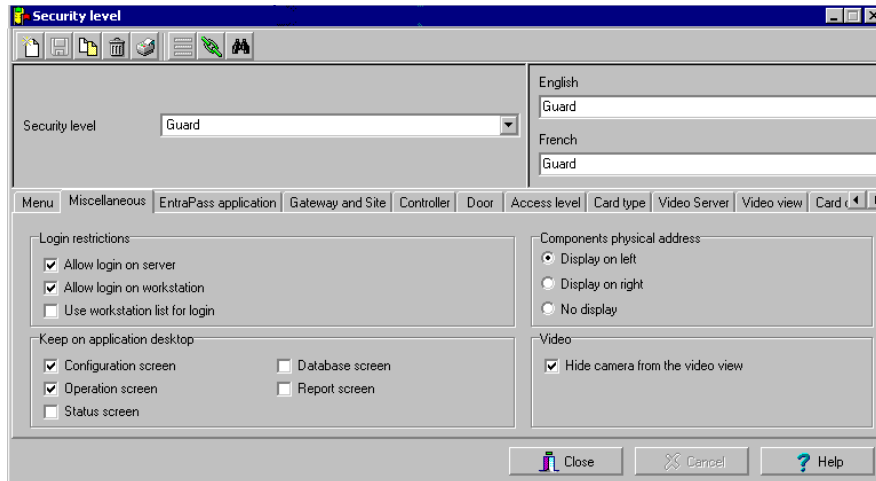 Security level
English
Guard
Security level Guard
French
Guard
Menu Miscellaneous EntraPass application Gateway and Site Controller Door Access level Card type Video Server Video view Card
Login restrictions
Allow login on server
Allow login on workstation
Use workstation list for login
Components physical address
Display on left
Display on right
No display
Keep on application desktop
Configuration screen Database screen
Operation screen Report screen
Status screen
Video
Hide camera from the video view
Close Cancel Help